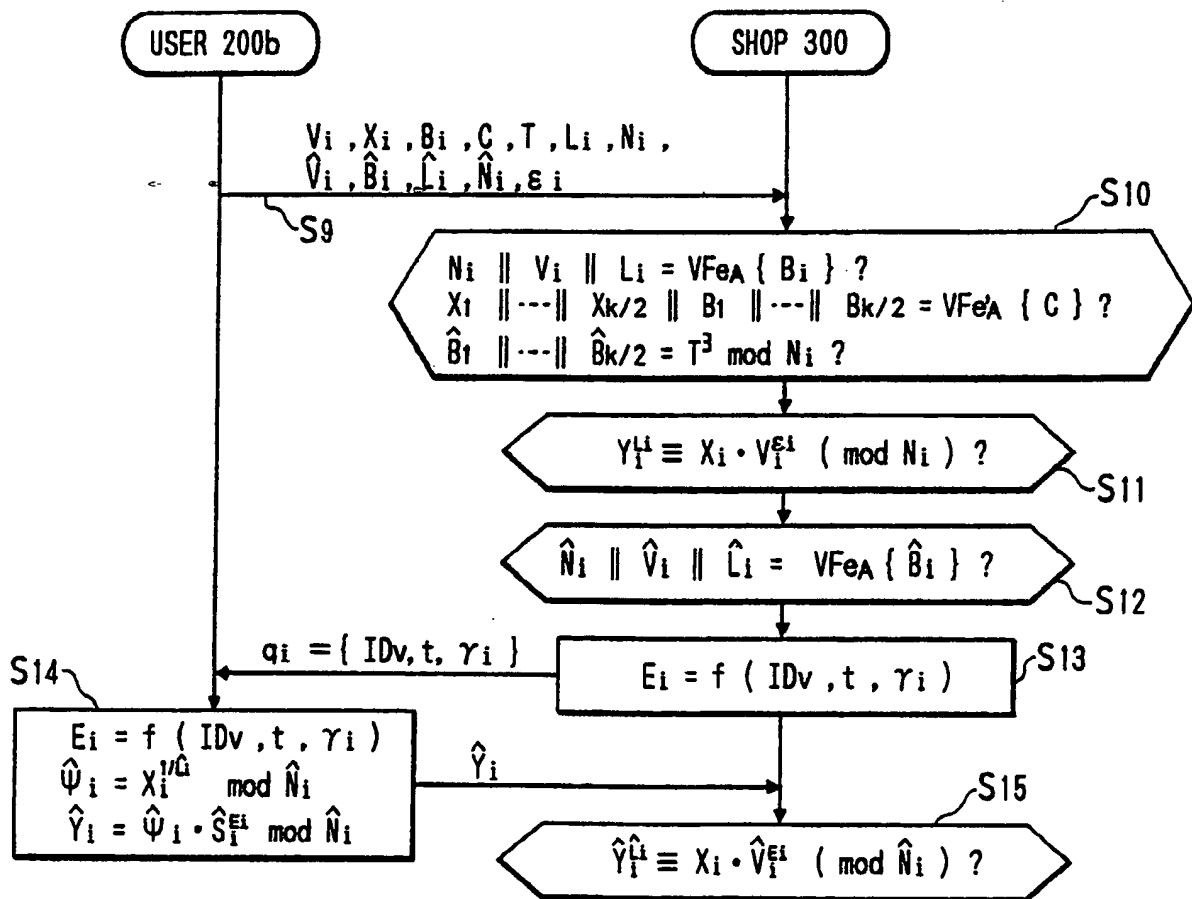 USER 200b
SHOP 300
Vi , Xi , Bi , C , T , Li , Ni ,
V̂i , B̂i , L̂i , N̂i , εi
S9
S10
Ni ‖ Vi ‖ Li = VFeA { Bi } ?
X1 ‖---‖ Xk/2 ‖ B1 ‖---‖ Bk/2 = VFe'A { C } ?
B̂1 ‖---‖ B̂k/2 = T³ mod Ni ?
Yi^Li ≡ Xi · Vi^εi ( mod Ni ) ?
S11
N̂i ‖ V̂i ‖ L̂i = VFeA { B̂i } ?
S12
qi = { IDv, t, γi }
S13
Ei = f ( IDv , t , γi )
S14
Ei = f ( IDv , t , γi )
Ψ̂i = Xi^1/L̂i mod N̂i
Ŷi = Ψ̂i · Ŝi^Ei mod N̂i
Ŷi
S15
Ŷi^L̂i ≡ Xi · V̂i^Ei ( mod N̂i ) ?